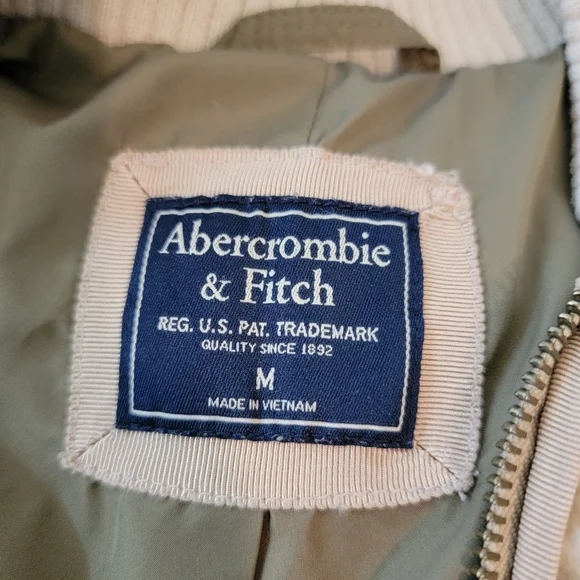 Abercrombie
& Fitch
REG. U.S. PAT. TRADEMARK
QUALITY SINCE 1892
M
MADE IN VIETNAM